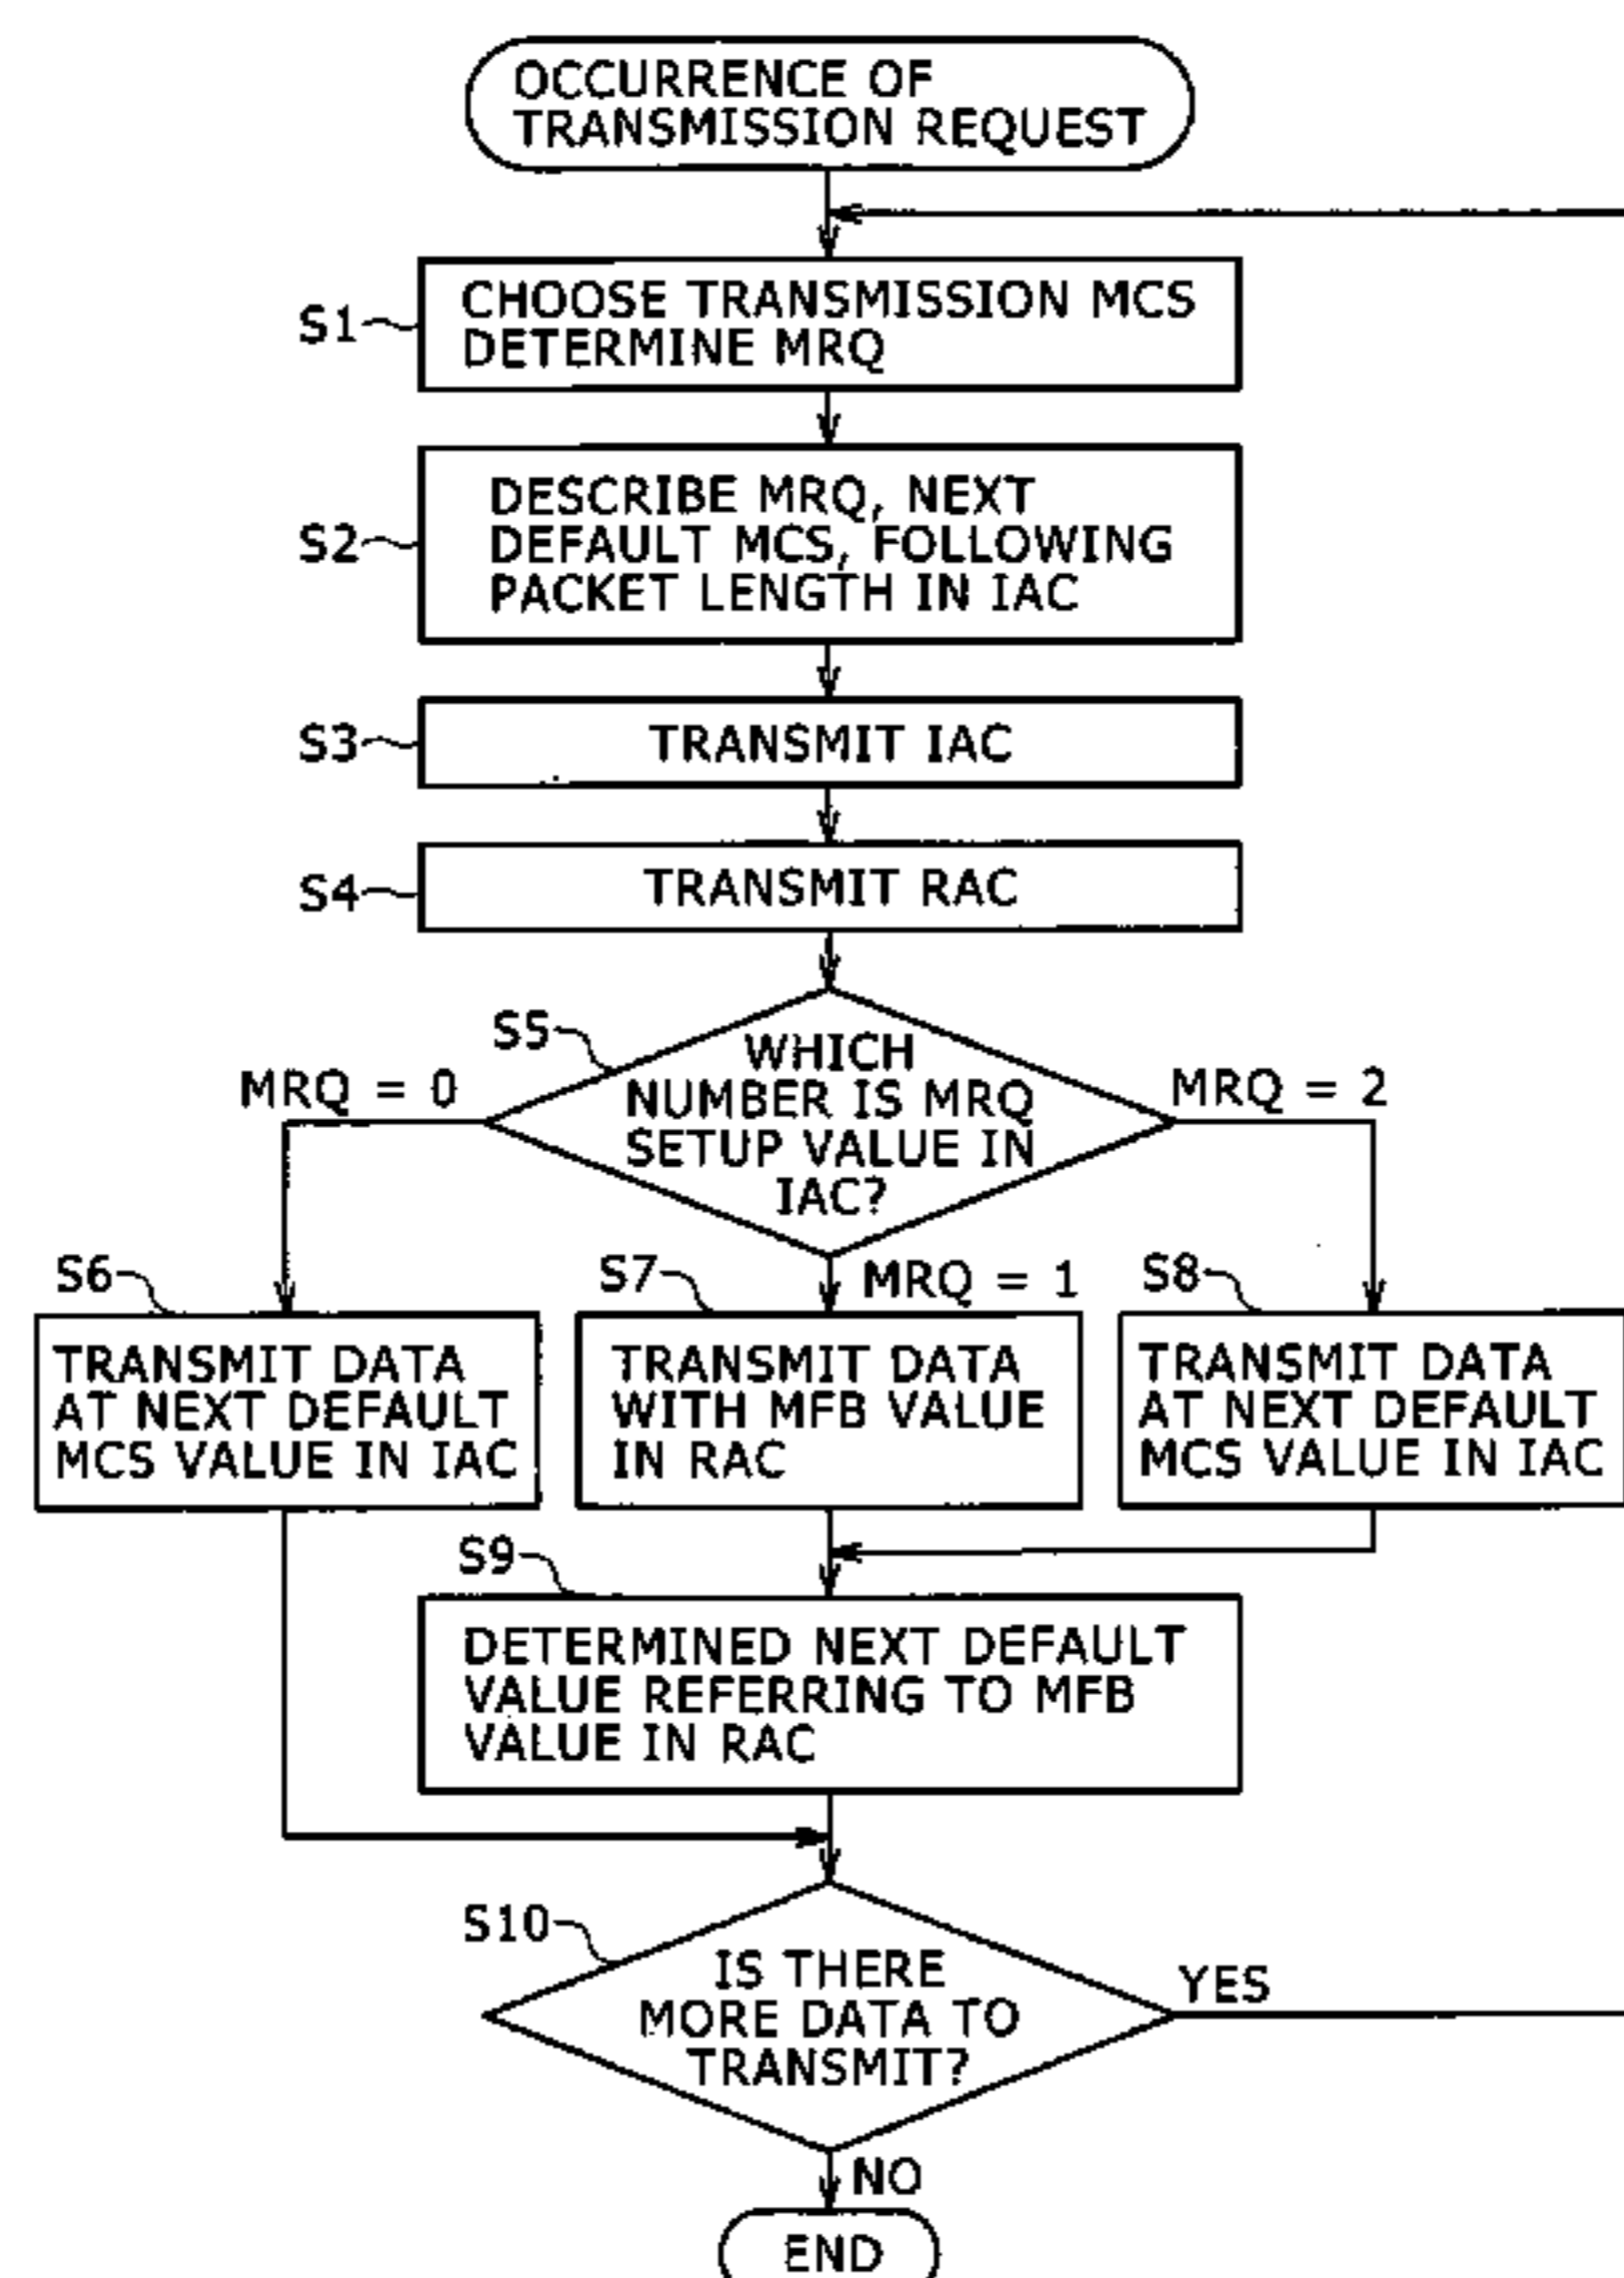 OCCURRENCE OF
TRANSMISSION REQUEST
S1
CHOOSE TRANSMISSION MCS
DETERMINE MRQ
S2
DESCRIBE MRQ, NEXT
DEFAULT MCS, FOLLOWING
PACKET LENGTH IN IAC
S3
TRANSMIT IAC
S4
TRANSMIT RAC
S5
WHICH
NUMBER IS MRQ
SETUP VALUE IN
IAC?
MRQ = 0
MRQ = 2
MRQ = 1
S6
TRANSMIT DATA
AT NEXT DEFAULT
MCS VALUE IN IAC
S7
TRANSMIT DATA
WITH MFB VALUE
IN RAC
S8
TRANSMIT DATA
AT NEXT DEFAULT
MCS VALUE IN IAC
S9
DETERMINED NEXT DEFAULT
VALUE REFERRING TO MFB
VALUE IN RAC
S10
IS THERE
MORE DATA TO
TRANSMIT?
YES
NO
END